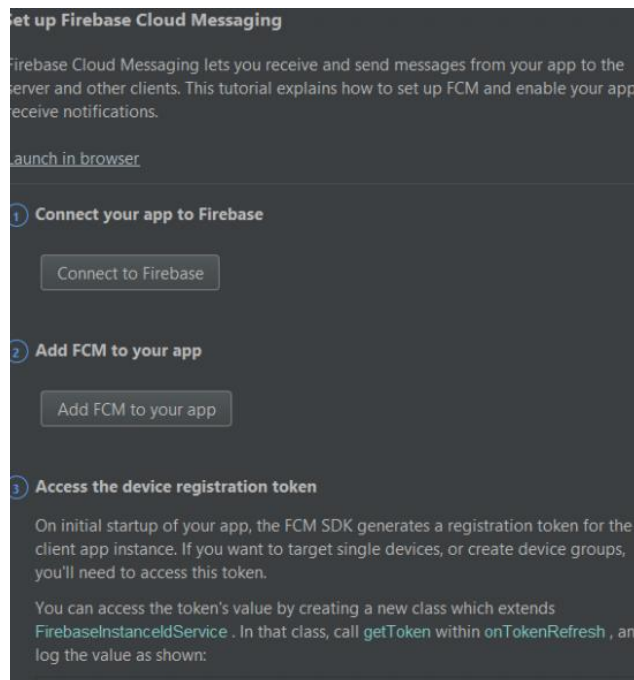 Set up Firebase Cloud Messaging
Firebase Cloud Messaging lets you receive and send messages from your app to the
server and other clients. This tutorial explains how to set up FCM and enable your app
receive notifications.
Launch in browser
1 Connect your app to Firebase
Connect to Firebase
2 Add FCM to your app
Add FCM to your app
3 Access the device registration token
On initial startup of your app, the FCM SDK generates a registration token for the
client app instance. If you want to target single devices, or create device groups,
you'll need to access this token.
You can access the token's value by creating a new class which extends
FirebaseInstanceIdService . In that class, call getToken within onTokenRefresh , an
log the value as shown: